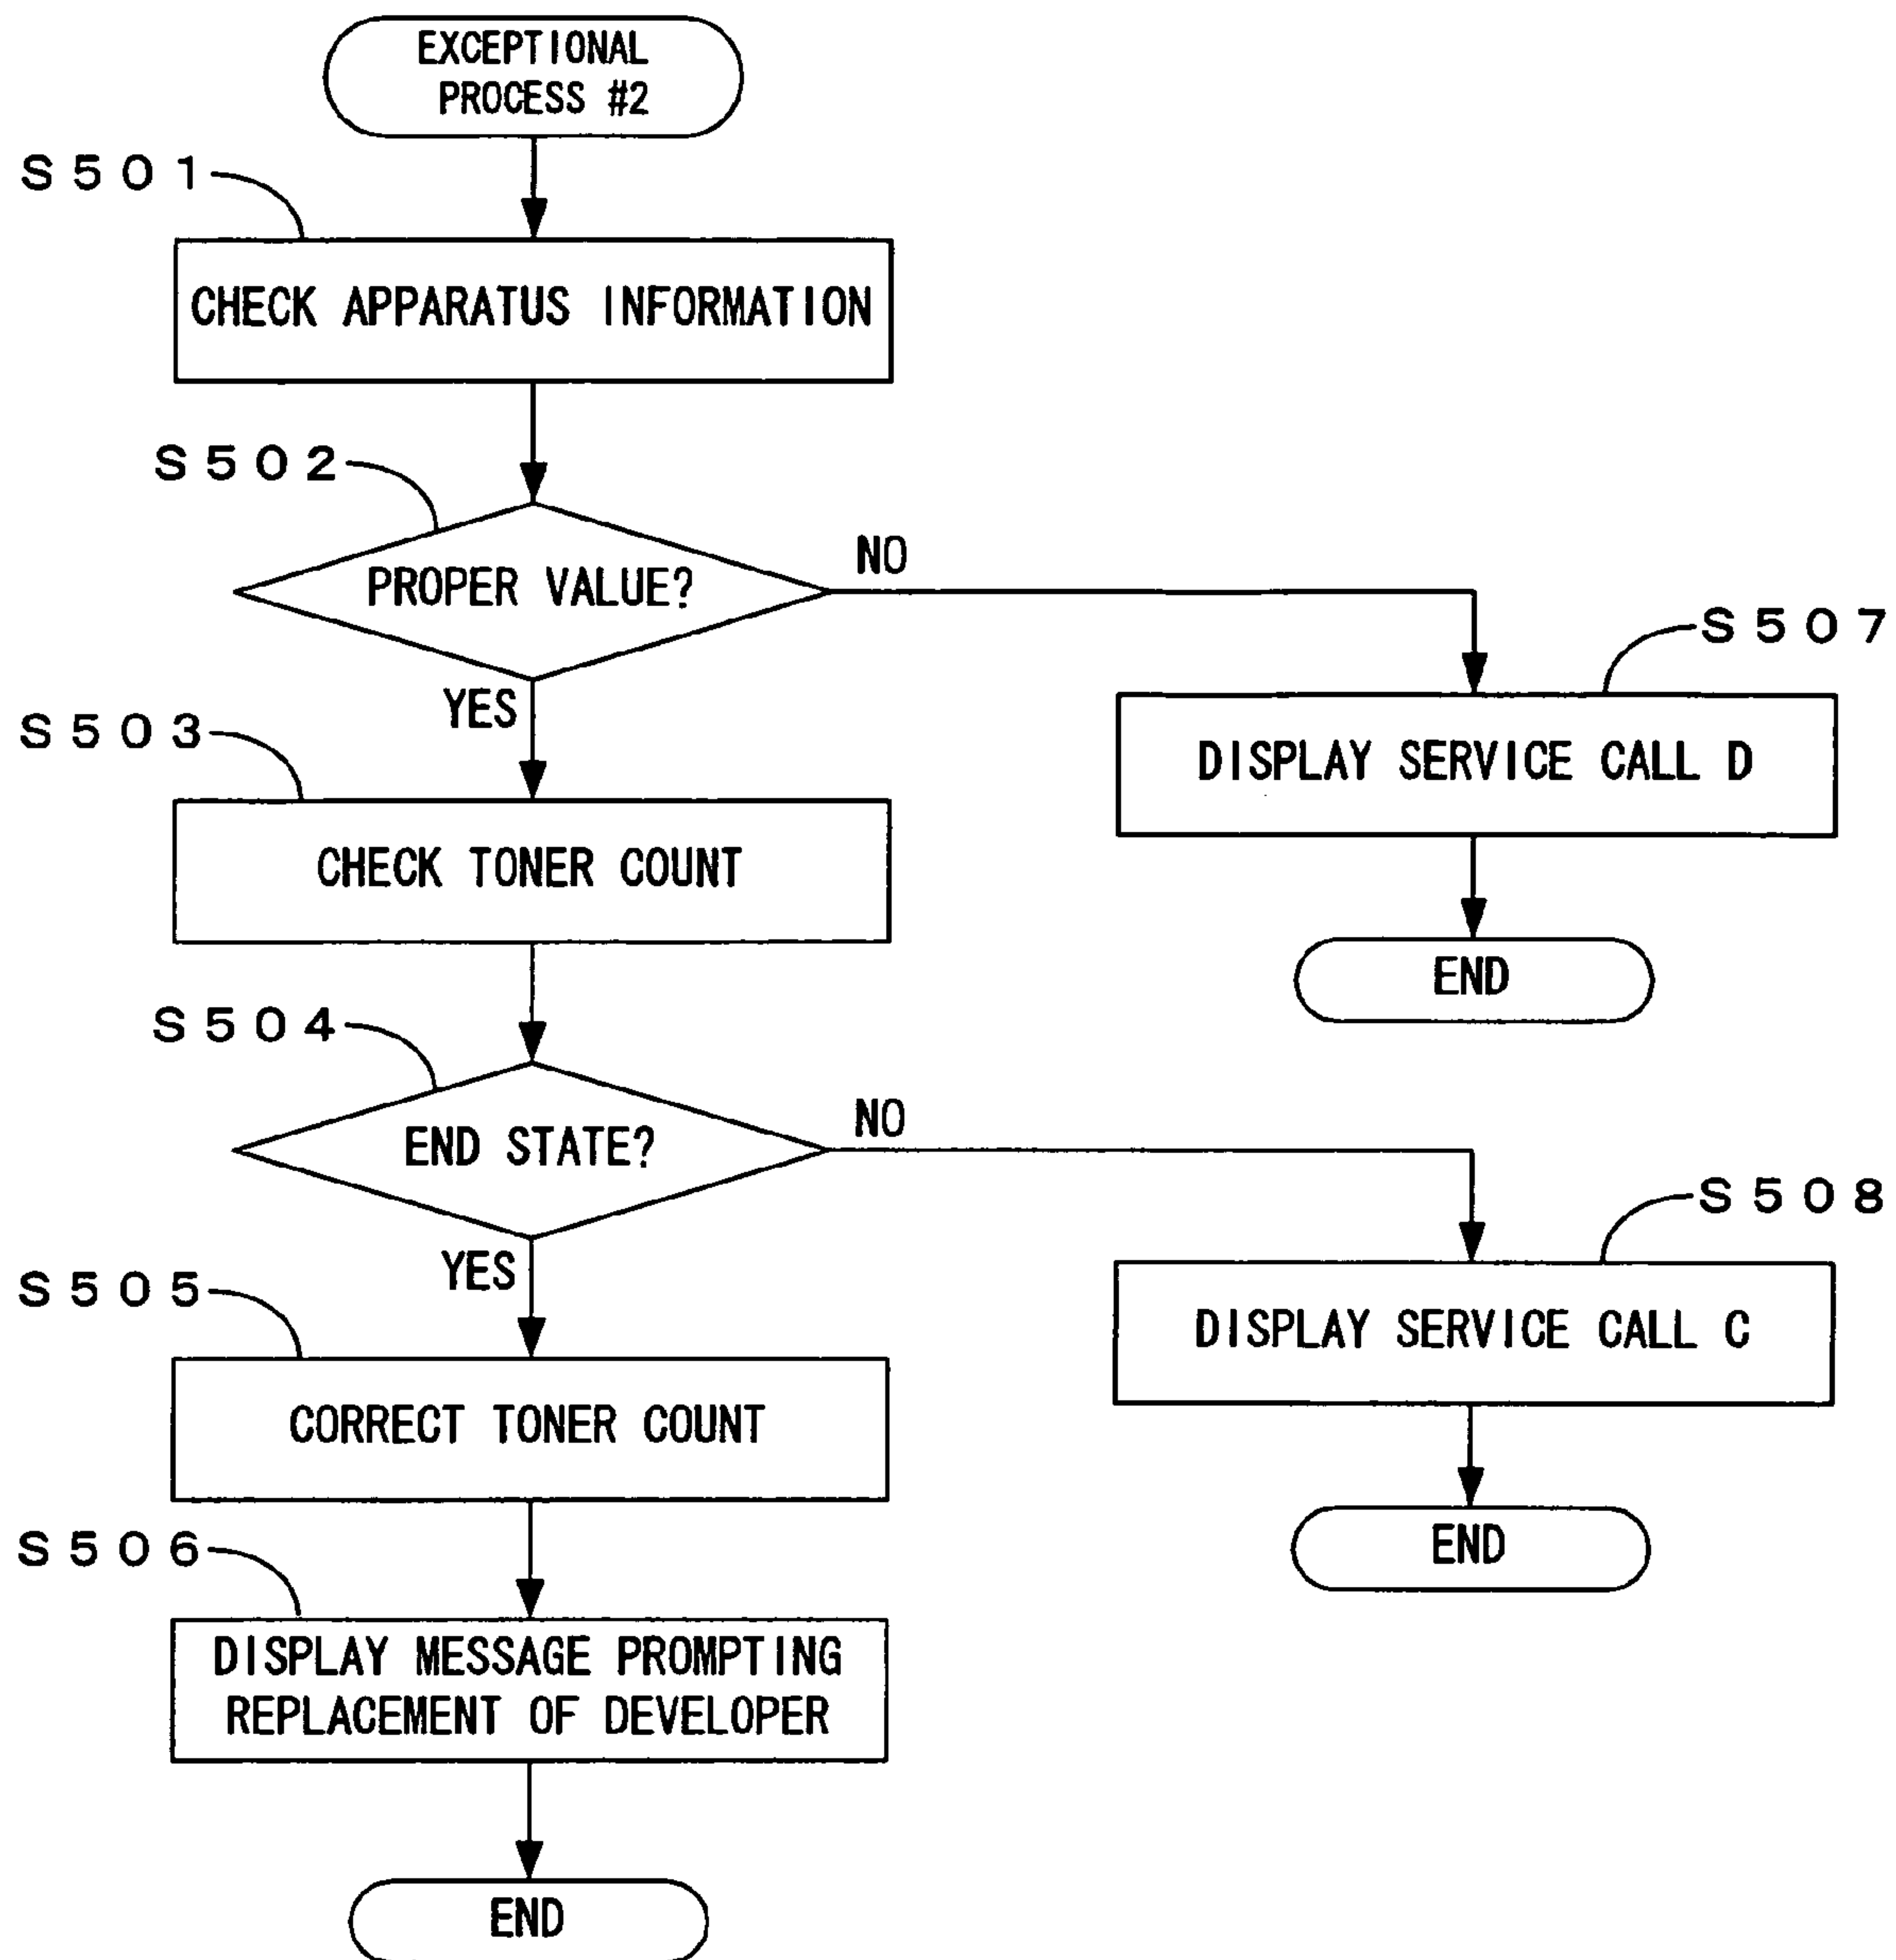 EXCEPTIONAL
PROCESS #2
S501
CHECK APPARATUS INFORMATION
S502
PROPER VALUE?
NO
YES
S507
DISPLAY SERVICE CALL D
END
S503
CHECK TONER COUNT
S504
END STATE?
NO
YES
S508
DISPLAY SERVICE CALL C
END
S505
CORRECT TONER COUNT
S506
DISPLAY MESSAGE PROMPTING
REPLACEMENT OF DEVELOPER
END